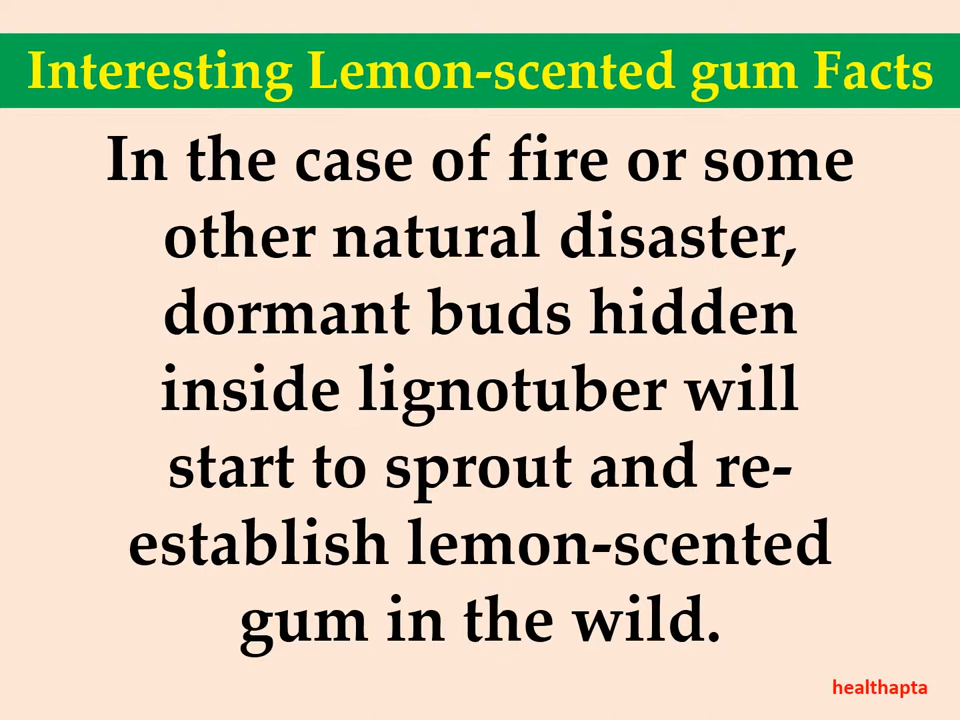 Interesting Lemon-scented gum Facts
In the case of fire or some
other natural disaster,
dormant buds hidden
inside lignotuber will
start to sprout and re-
establish lemon-scented
gum in the wild.
healthapta